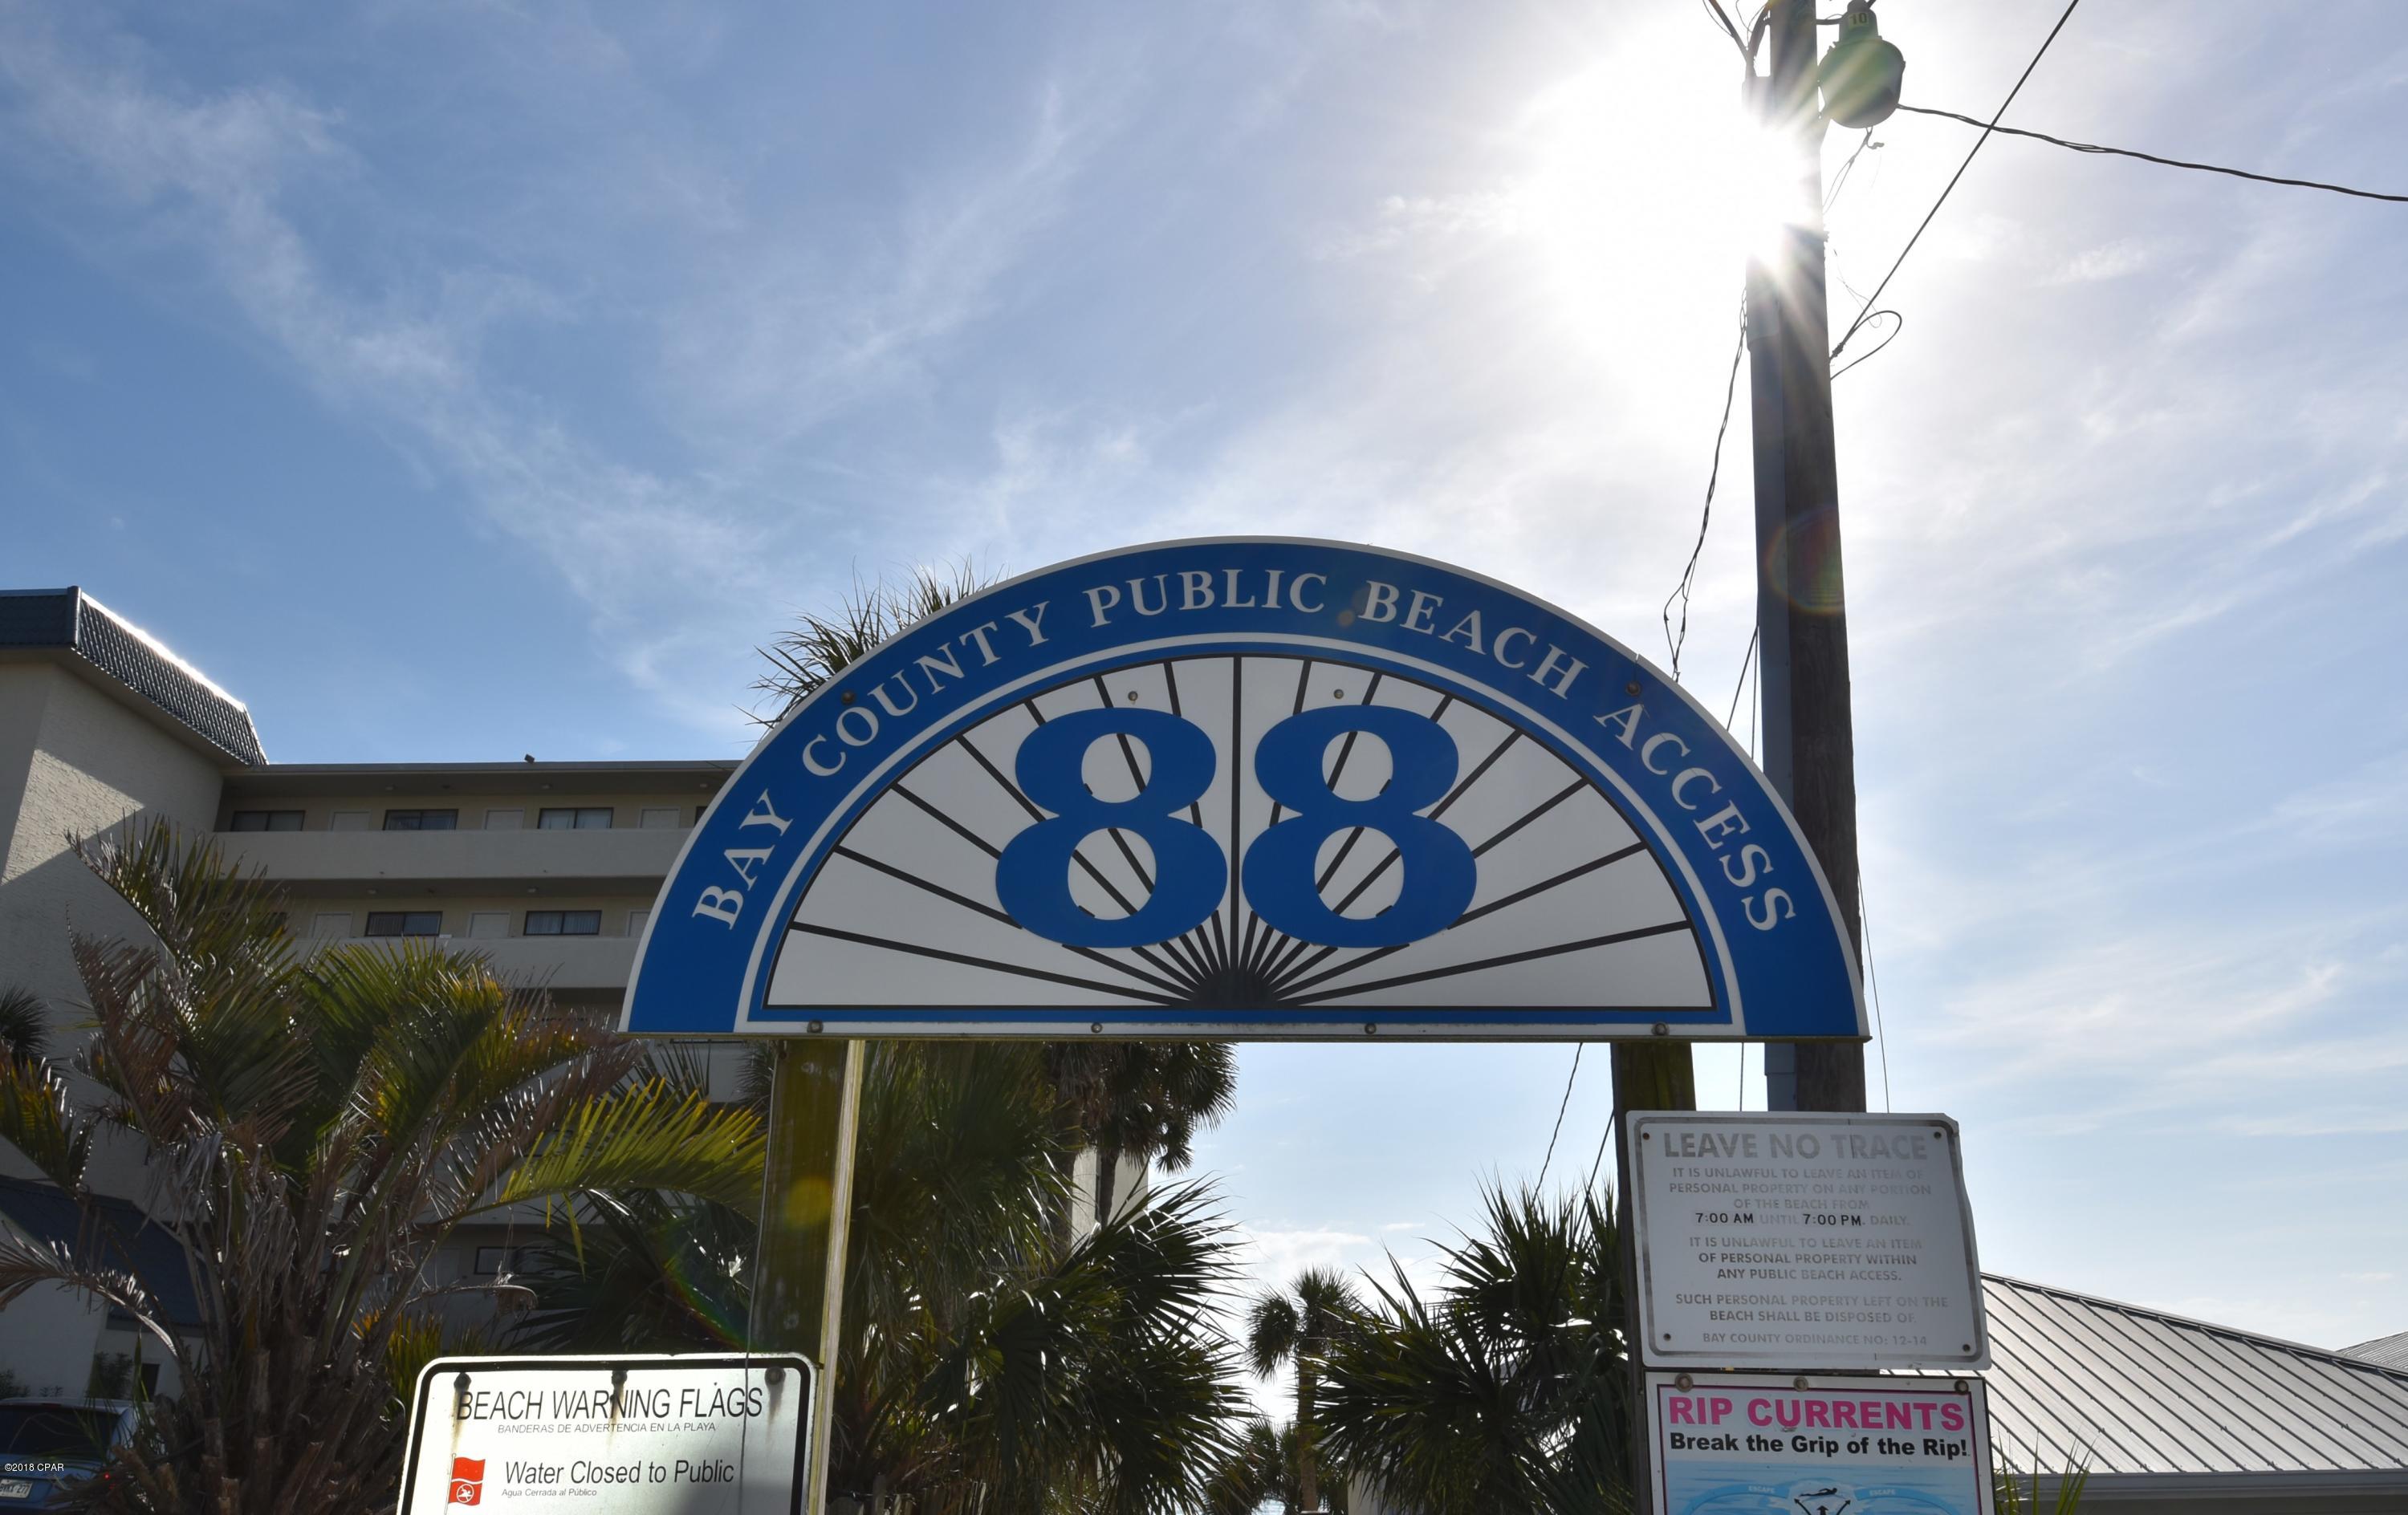 10
BAY COUNTY PUBLIC BEACH ACCESS
88
LEAVE NO TRACE
IT IS UNLAWFUL TO LEAVE AN ITEM OF
PERSONAL PROPERTY ON ANY PORTION
OF THE BEACH FROM
7:00 AM UNTIL 7:00 PM. DAILY.
IT IS UNLAWFUL TO LEAVE AN ITEM
OF PERSONAL PROPERTY WITHIN
ANY PUBLIC BEACH ACCESS.
SUCH PERSONAL PROPERTY LEFT ON THE
BEACH SHALL BE DISPOSED OF.
BAY COUNTY ORDINANCE NO: 12-14
BEACH WARNING FLAGS
BANDERAS DE ADVERTENCIA EN LA PLAYA
Water Closed to Public
Agua Cerrada al Público
RIP CURRENTS
Break the Grip of the Rip!
ESCAPE ESCAPE
©2018 CPAR